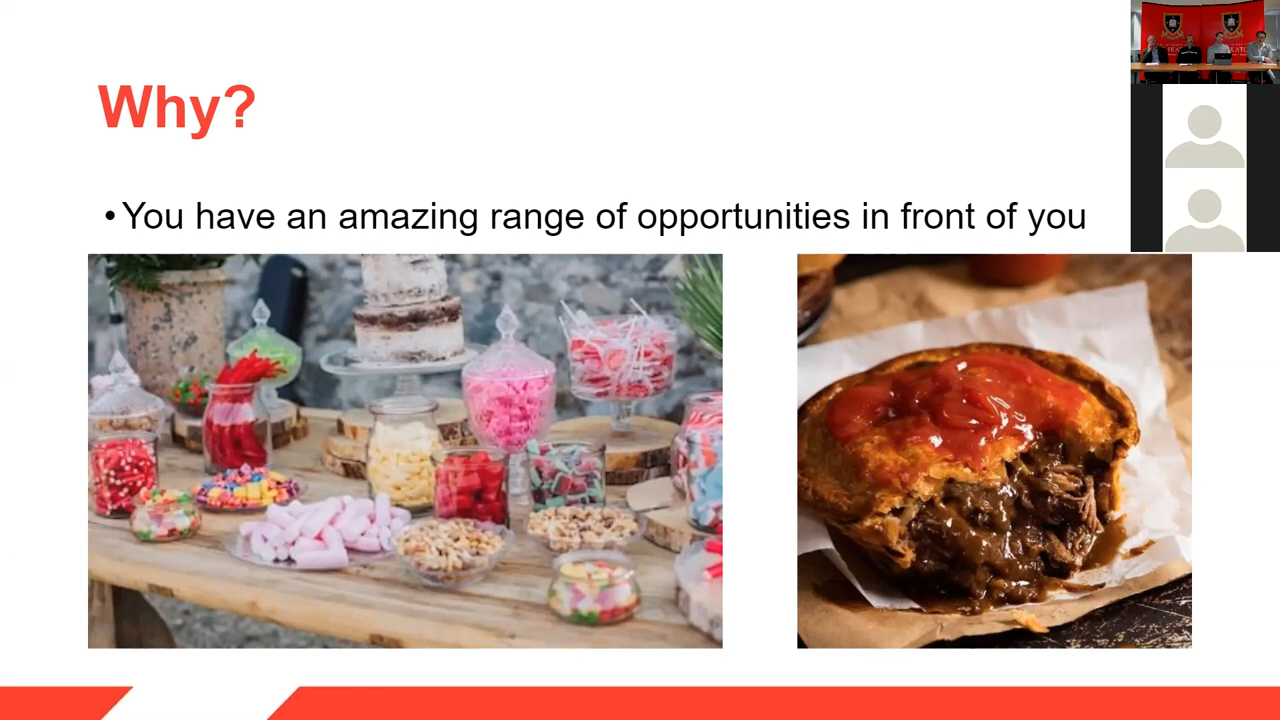 Why?
• You have an amazing range of opportunities in front of you